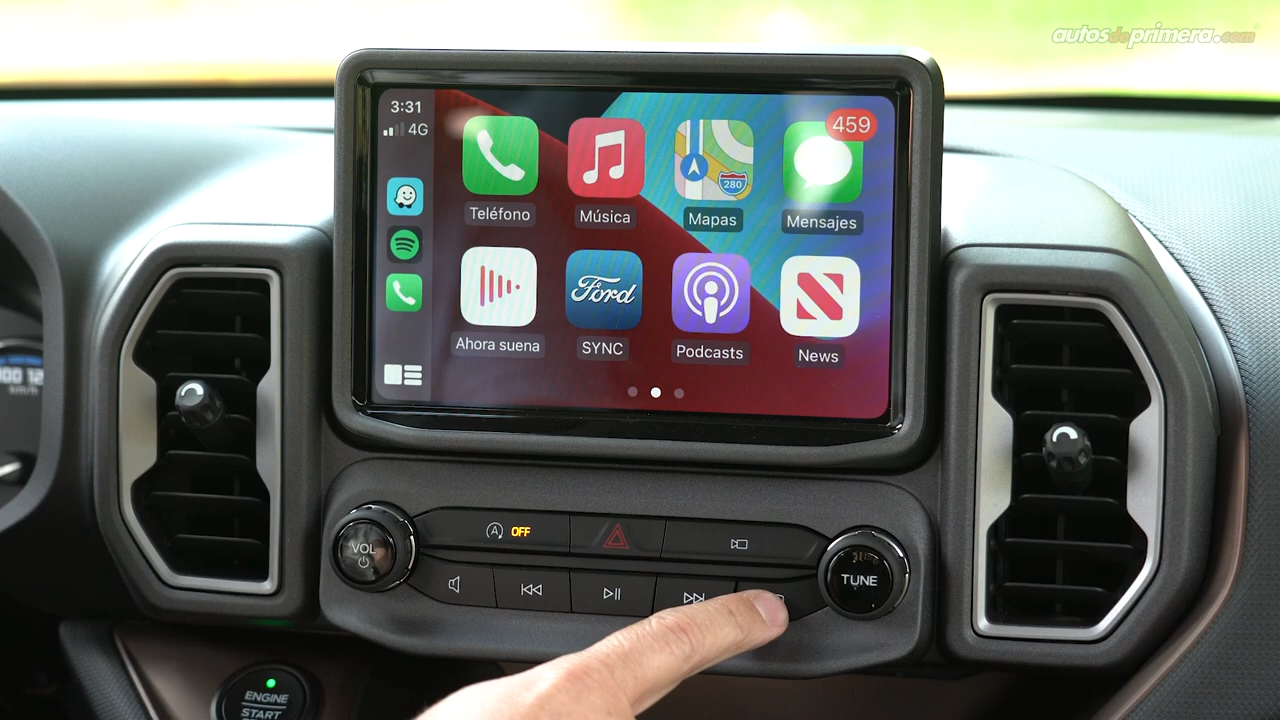 autosdeprimera.com
3:31
4G
459
280
Teléfono
Música
Mapas
Mensajes
Ford
Ahora suena
SYNC
Podcasts
News
A OFF
VOL
TUNE
km/h
ENGINE
START